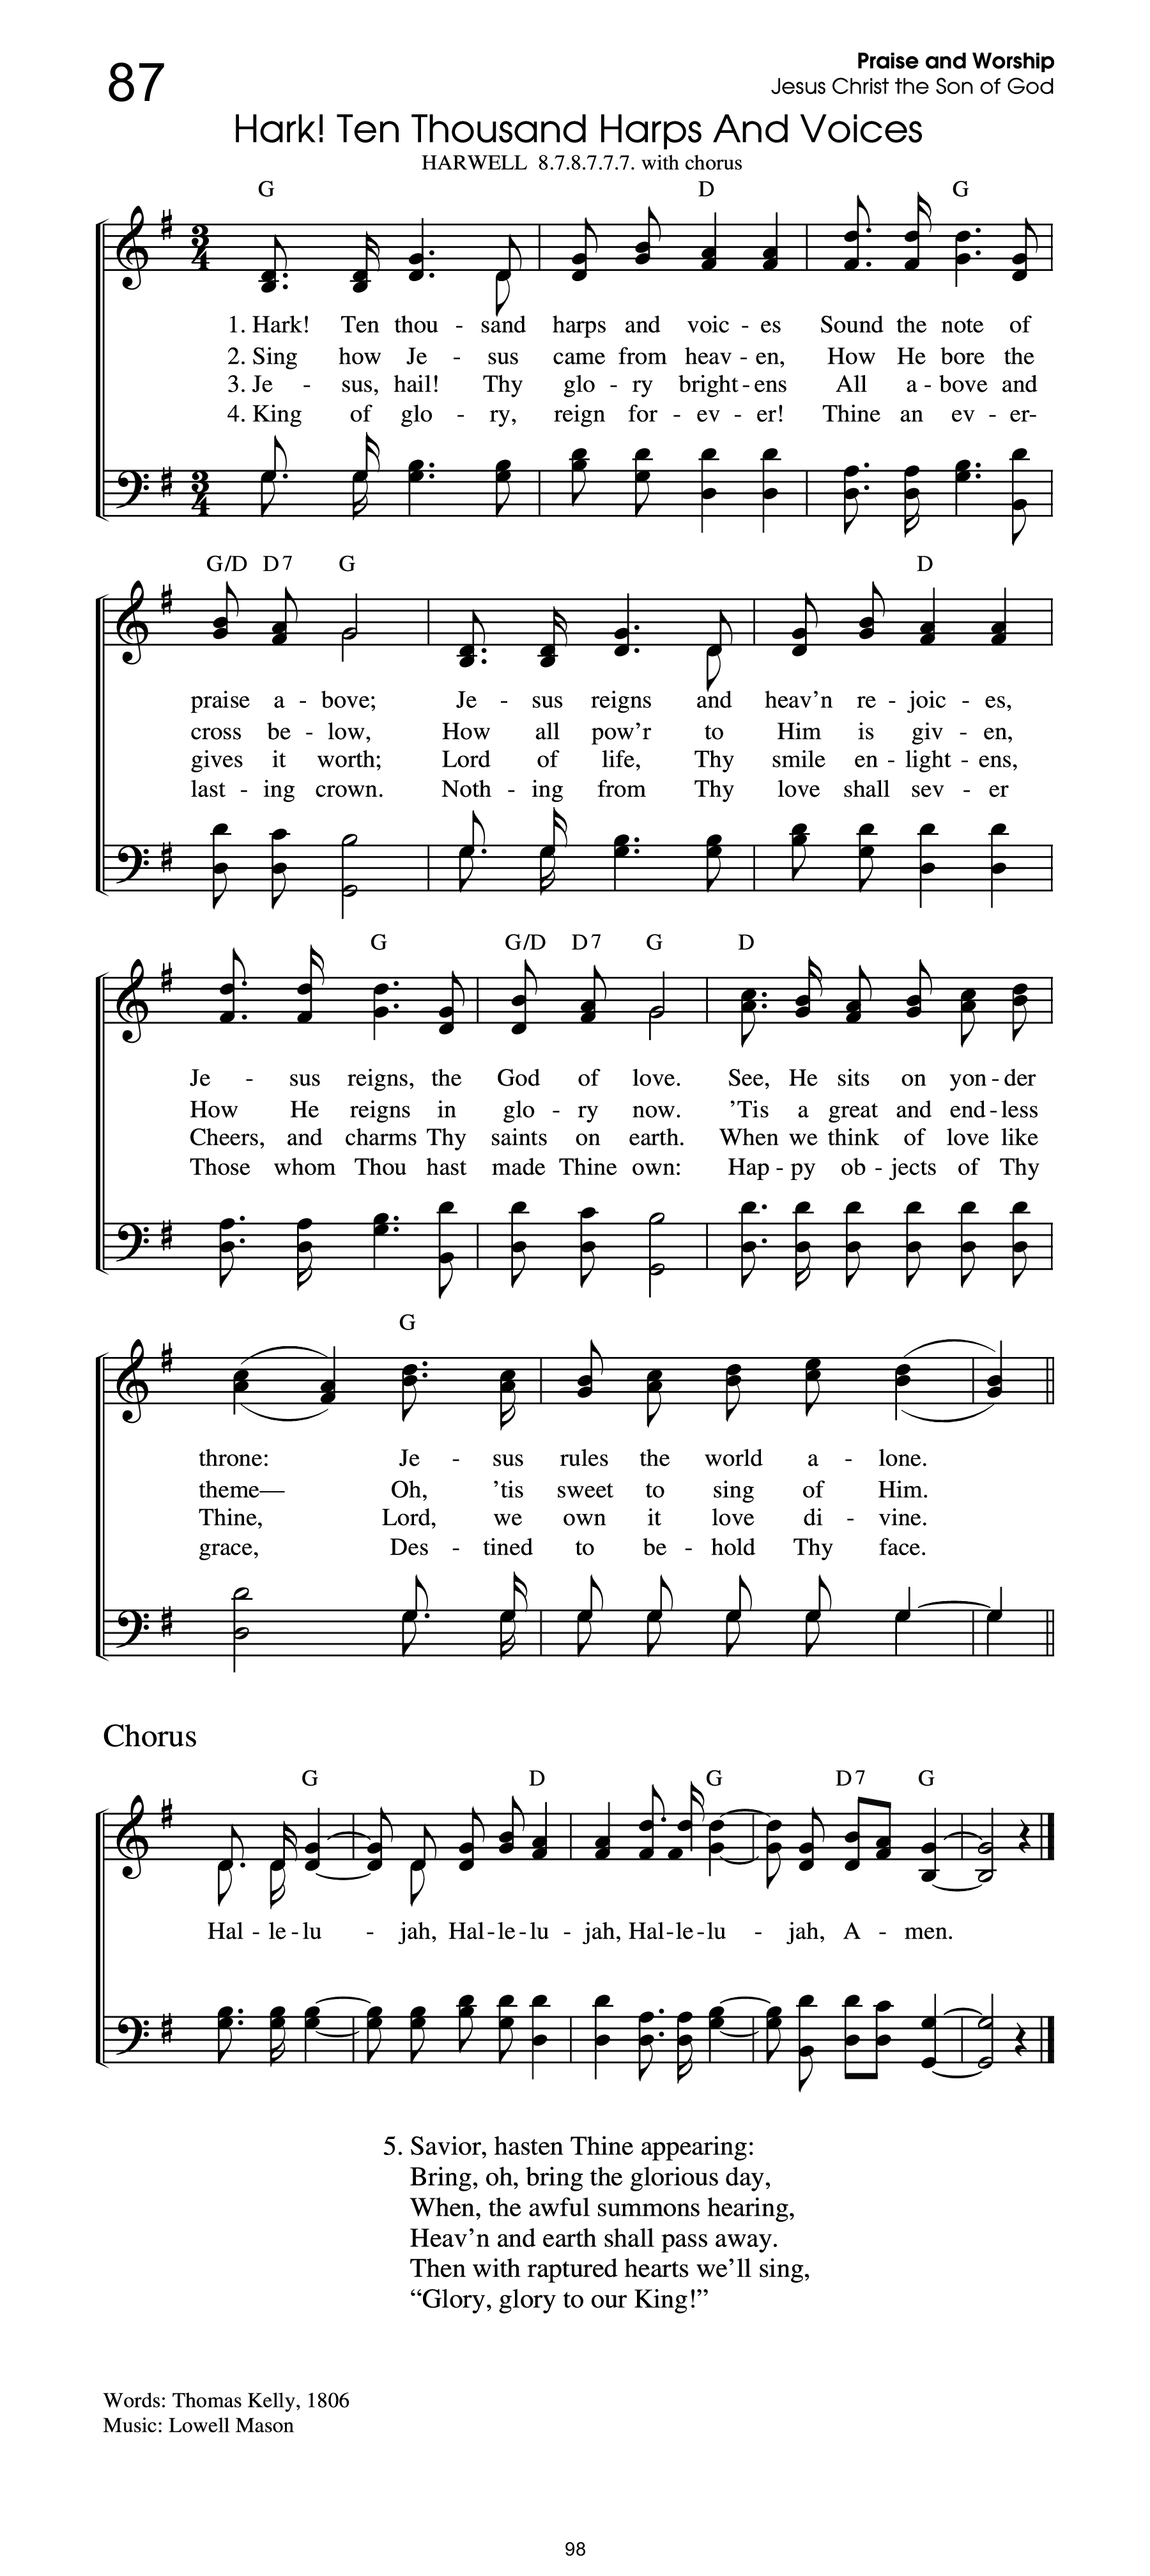 87
Praise and Worship
Jesus Christ the Son of God
Hark! Ten Thousand Harps And Voices
HARWELL 8.7.8.7.7.7. with chorus
G D G
3 4
1. Hark! Ten thou - sand harps and voic - es Sound the note of
2. Sing how Je - sus came from heav - en, How He bore the
3. Je - sus, hail! Thy glo - ry bright - ens All a - bove and
4. King of glo - ry, reign for - ev - er! Thine an ev - er-
3 4
G/D D7 G D
praise a - bove; Je - sus reigns and heav'n re - joic - es,
cross be - low, How all pow'r to Him is giv - en,
gives it worth; Lord of life, Thy smile en - light - ens,
last - ing crown. Noth - ing from Thy love shall sev - er
G G/D D7 G D
Je - sus reigns, the God of love. See, He sits on yon - der
How He reigns in glo - ry now. 'Tis a great and end - less
Cheers, and charms Thy saints on earth. When we think of love like
Those whom Thou hast made Thine own: Hap - py ob - jects of Thy
G
throne: Je - sus rules the world a - lone.
theme— Oh, 'tis sweet to sing of Him.
Thine, Lord, we own it love di - vine.
grace, Des - tined to be - hold Thy face.
Chorus
G D G D7 G
Hal - le - lu - jah, Hal - le - lu - jah, Hal - le - lu - jah, A - men.
5. Savior, hasten Thine appearing:
Bring, oh, bring the glorious day,
When, the awful summons hearing,
Heav'n and earth shall pass away.
Then with raptured hearts we'll sing,
“Glory, glory to our King!”
Words: Thomas Kelly, 1806
Music: Lowell Mason
98